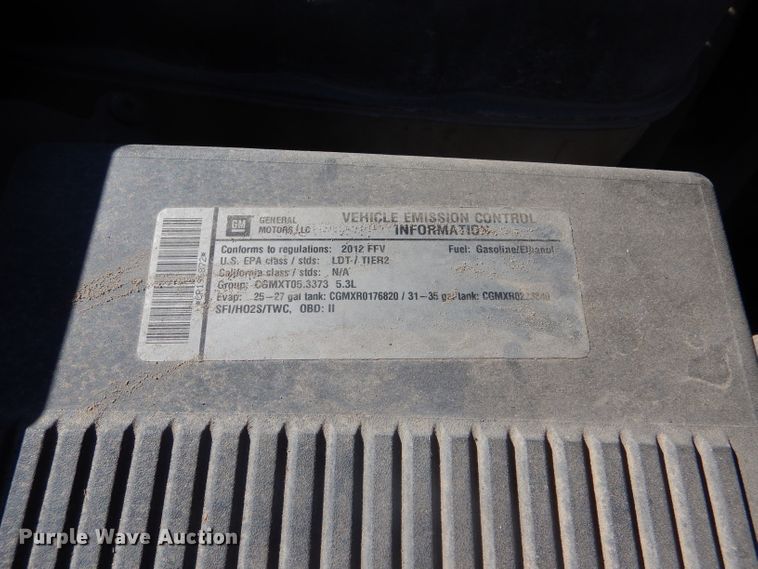 GM
GENERAL MOTORS LLC
VEHICLE EMISSION CONTROL INFORMATION
Conforms to regulations: 2012 FFV Fuel: Gasoline/Ethanol
U.S. EPA class / stds: LDT / TIER2
California class / stds: N/A
Group: CGMXT05.3373 5.3L
Evap: 25-27 gal tank: CGMXR0176820 / 31-35 gal tank:
SFI/HO2S/TWC, OBD: II
Purple Wave Auction